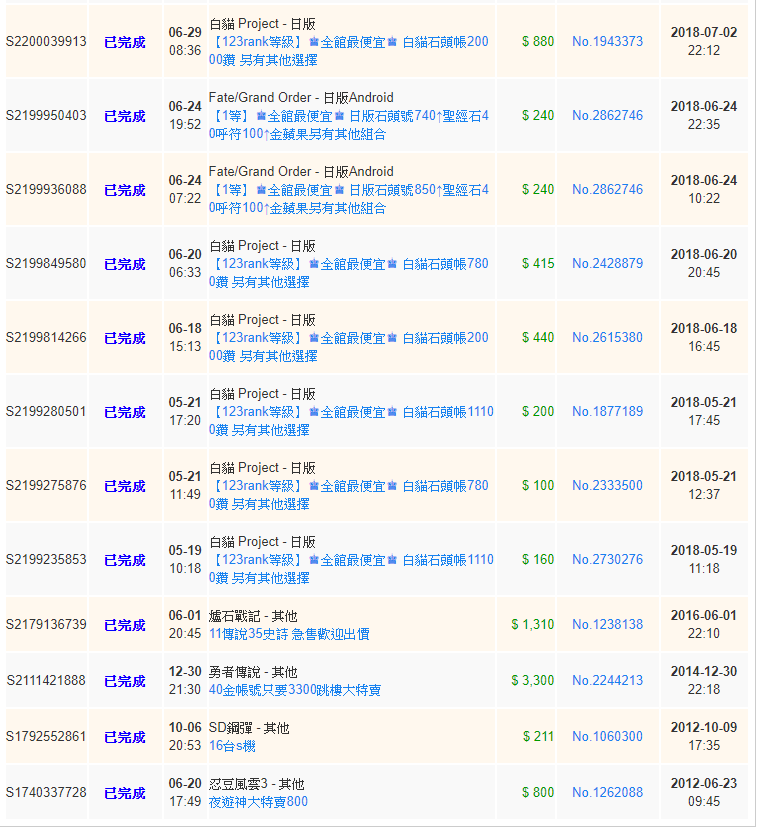 S2200039913 已完成 06-29 08:36 白貓 Project - 日版
【123rank等級】♚全館最便宜♚ 白貓石頭帳200
00鑽 另有其他選擇 $ 880 No.1943373 2018-07-02 22:12
S2199950403 已完成 06-24 19:52 Fate/Grand Order - 日版Android
【1等】♚全館最便宜♚ 日版石頭號740↑聖經石4
0呼符100↑金蘋果另有其他組合 $ 240 No.2862746 2018-06-24 22:35
S2199936088 已完成 06-24 07:22 Fate/Grand Order - 日版Android
【1等】♚全館最便宜♚ 日版石頭號850↑聖經石4
0呼符100↑金蘋果另有其他組合 $ 240 No.2862746 2018-06-24 10:22
S2199849580 已完成 06-20 06:33 白貓 Project - 日版
【123rank等級】♚全館最便宜♚ 白貓石頭帳780
0鑽 另有其他選擇 $ 415 No.2428879 2018-06-20 20:45
S2199814266 已完成 06-18 15:13 白貓 Project - 日版
【123rank等級】♚全館最便宜♚ 白貓石頭帳200
00鑽 另有其他選擇 $ 440 No.2615380 2018-06-18 16:45
S2199280501 已完成 05-21 17:20 白貓 Project - 日版
【123rank等級】♚全館最便宜♚ 白貓石頭帳1110
0鑽 另有其他選擇 $ 200 No.1877189 2018-05-21 17:45
S2199275876 已完成 05-21 11:49 白貓 Project - 日版
【123rank等級】♚全館最便宜♚ 白貓石頭帳780
0鑽 另有其他選擇 $ 100 No.2333500 2018-05-21 12:37
S2199235853 已完成 05-19 10:18 白貓 Project - 日版
【123rank等級】♚全館最便宜♚ 白貓石頭帳1110
0鑽 另有其他選擇 $ 160 No.2730276 2018-05-19 11:18
S2179136739 已完成 06-01 20:45 爐石戰記 - 其他
11傳說35史詩 急售歡迎出價 $ 1,310 No.1238138 2016-06-01 22:10
S2111421888 已完成 12-30 21:30 勇者傳說 - 其他
40金帳號只要3300跳樓大特賣 $ 3,300 No.2244213 2014-12-30 22:18
S1792552861 已完成 10-06 20:53 SD鋼彈 - 其他
16台s機 $ 211 No.1060300 2012-10-09 17:35
S1740337728 已完成 06-20 17:49 忍豆風雲3 - 其他
夜遊神大特賣800 $ 800 No.1262088 2012-06-23 09:45